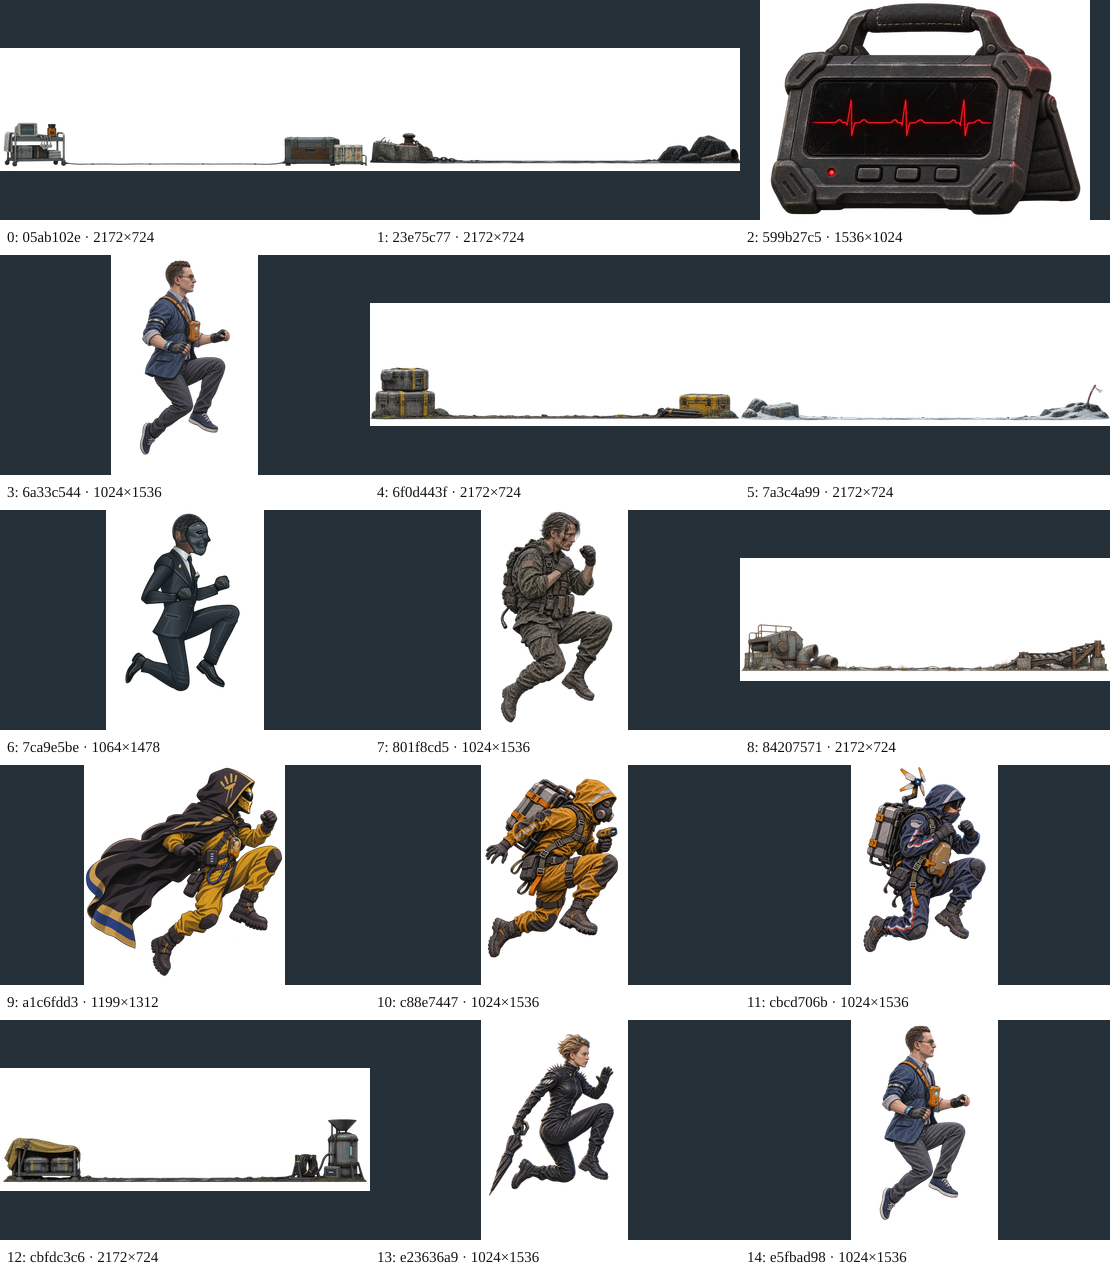 0: 05ab102e · 2172×724
1: 23e75c77 · 2172×724
2: 599b27c5 · 1536×1024
3: 6a33c544 · 1024×1536
4: 6f0d443f · 2172×724
5: 7a3c4a99 · 2172×724
6: 7ca9e5be · 1064×1478
7: 801f8cd5 · 1024×1536
8: 84207571 · 2172×724
9: a1c6fdd3 · 1199×1312
10: c88e7447 · 1024×1536
11: cbcd706b · 1024×1536
12: cbfdc3c6 · 2172×724
13: e23636a9 · 1024×1536
14: e5fbad98 · 1024×1536